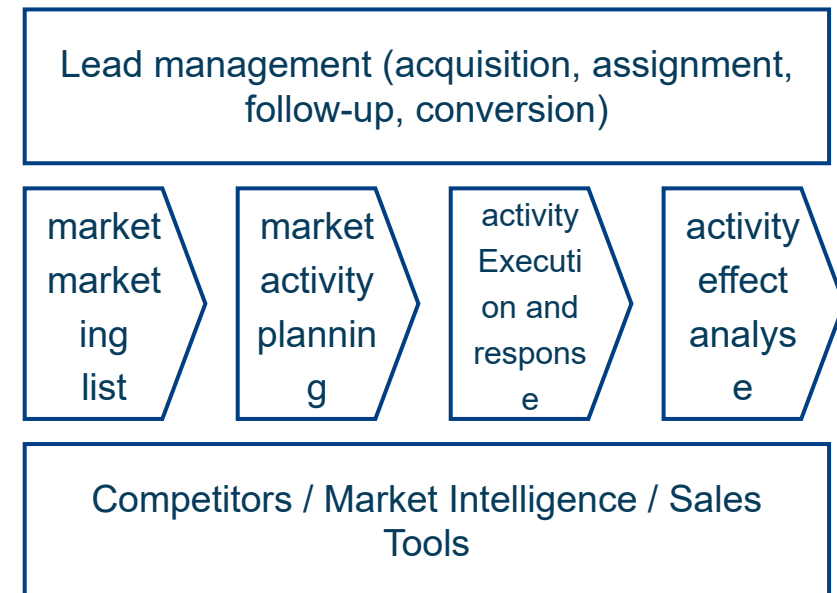 Lead management (acquisition, assignment,
follow-up, conversion)
market
market
ing
list
market
activity
plannin
g
activity
Executi
on and
respons
e
activity
effect
analys
e
Competitors / Market Intelligence / Sales
Tools